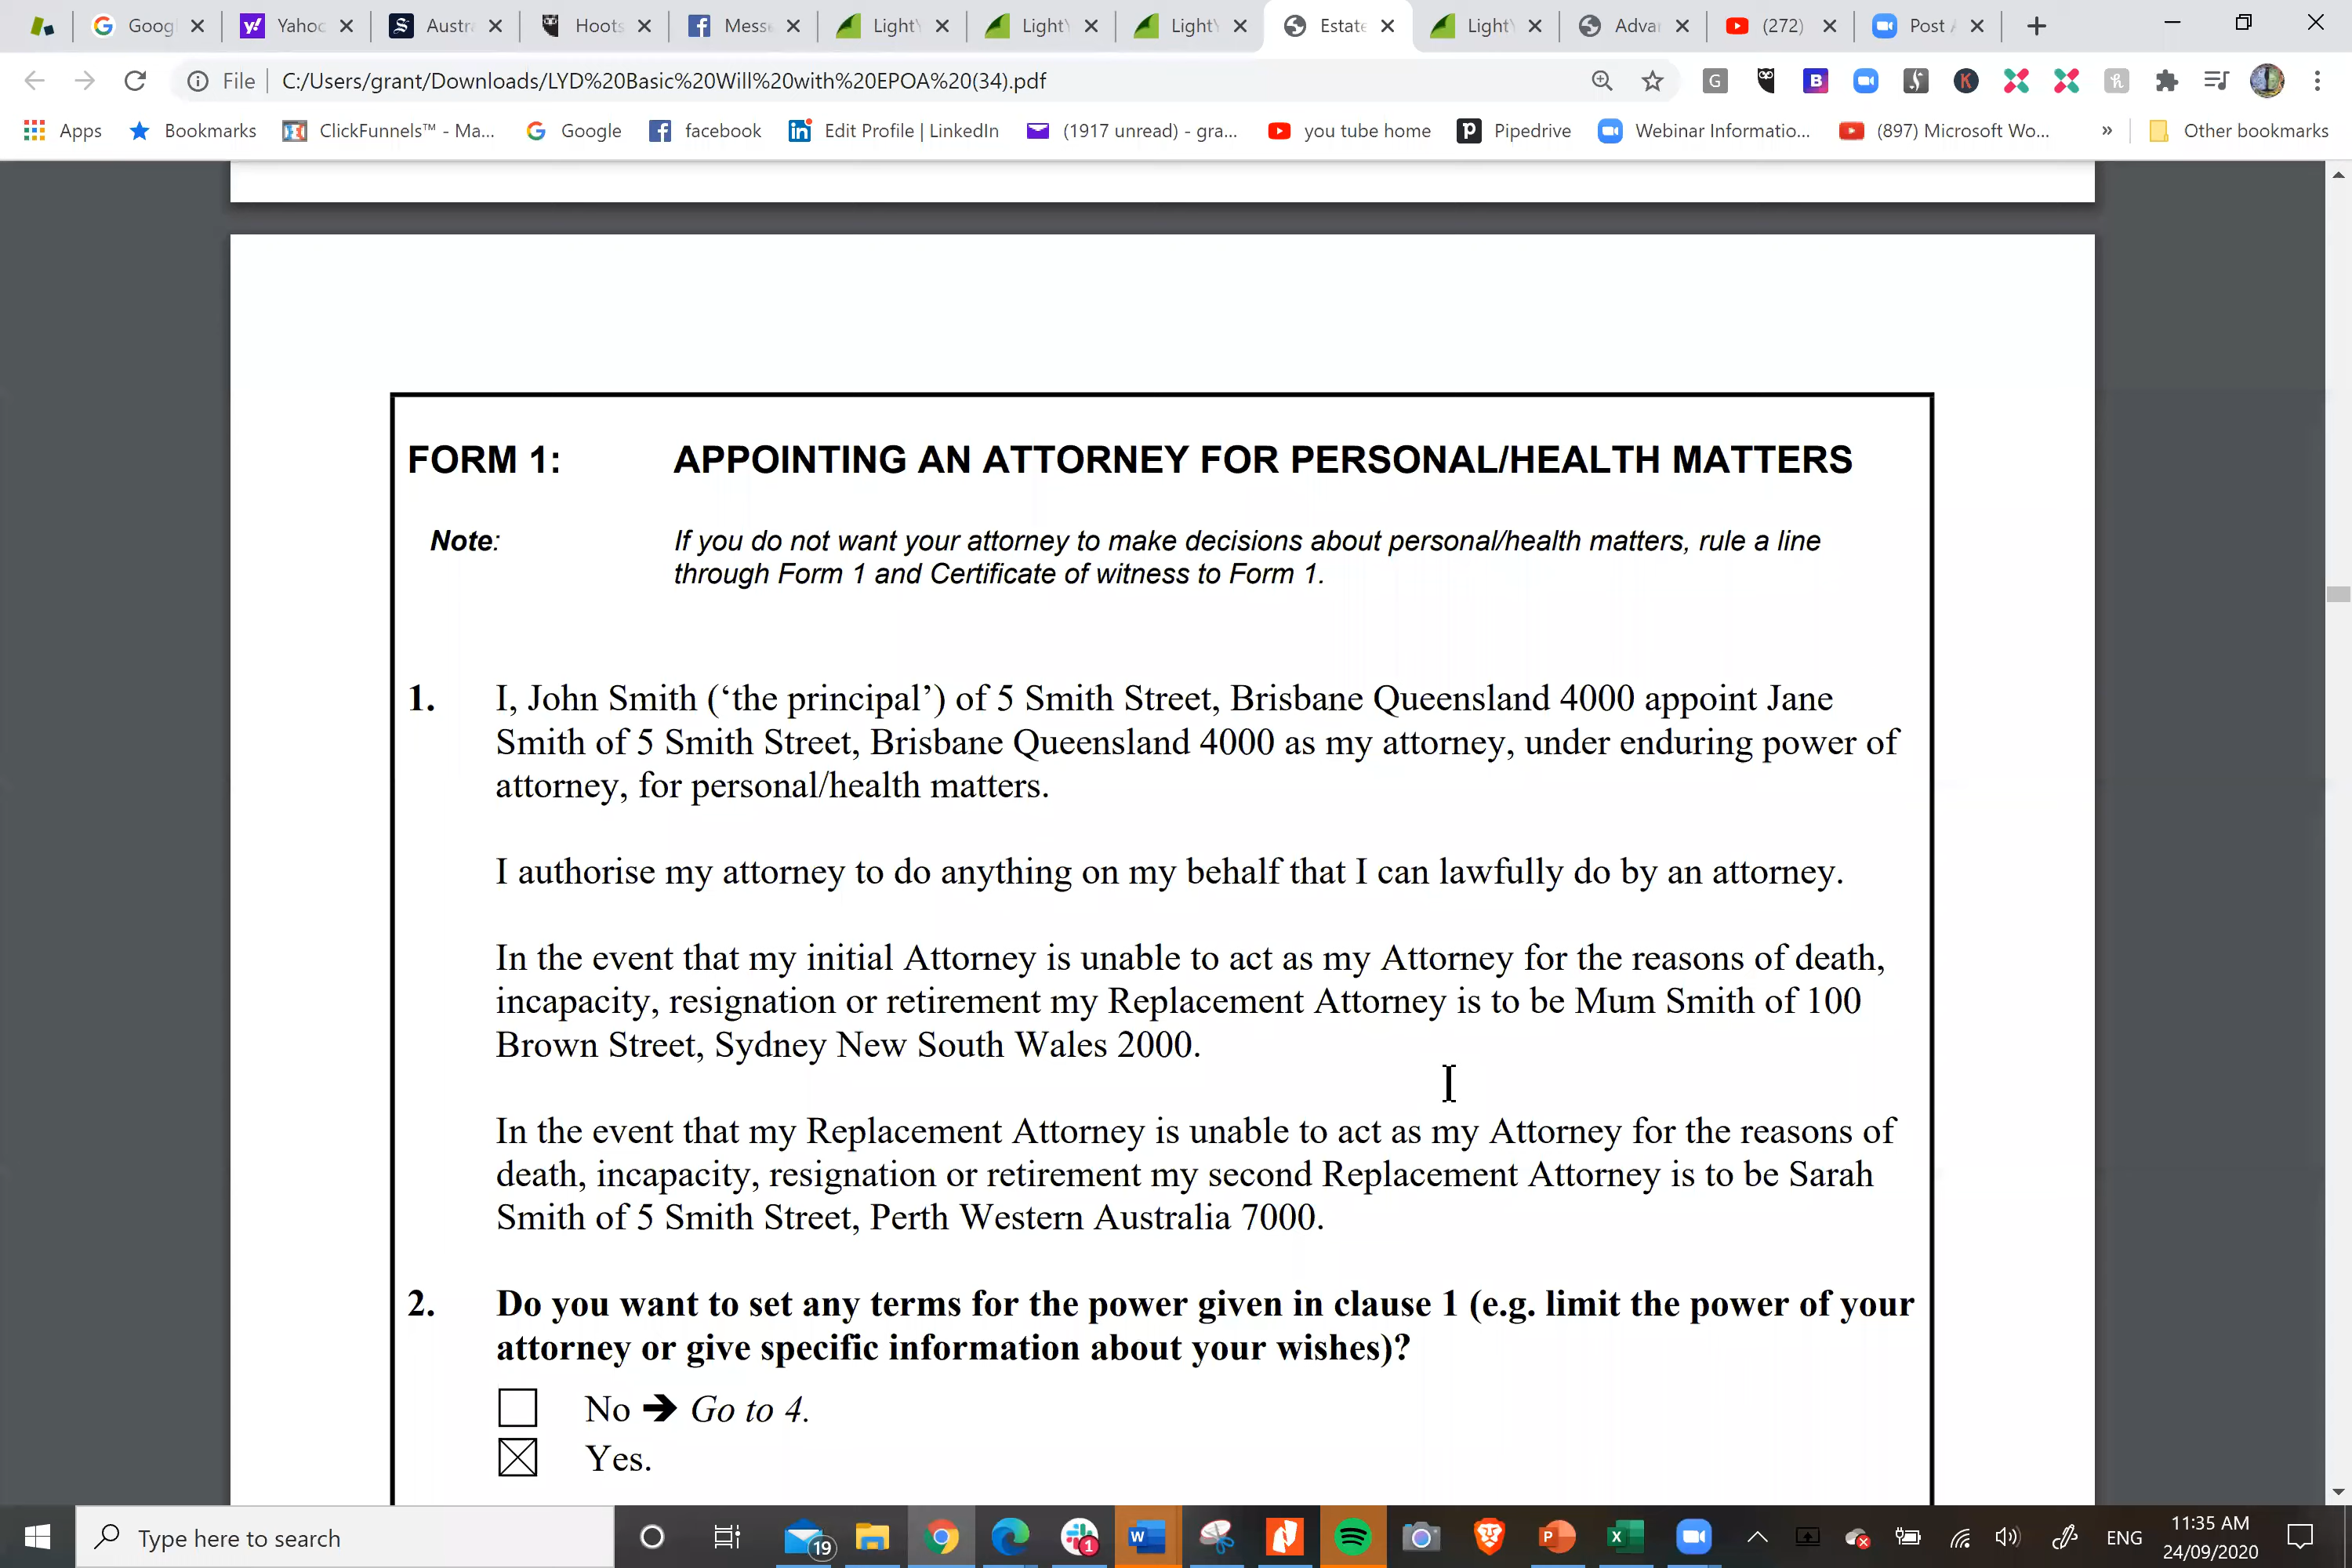 Goog
Yahoo
Austr
Hoots
Messe
Light
Light
Light
Estate
Light
Advar
(272)
Post
File
C:/Users/grant/Downloads/LYD%20Basic%20Will%20with%20EPOA%20(34).pdf
Apps
Bookmarks
ClickFunnels™ - Ma...
Google
facebook
Edit Profile | LinkedIn
(1917 unread) - gra...
you tube home
Pipedrive
Webinar Informatio...
(897) Microsoft Wo...
»
Other bookmarks
FORM 1: APPOINTING AN ATTORNEY FOR PERSONAL/HEALTH MATTERS
Note: If you do not want your attorney to make decisions about personal/health matters, rule a line
through Form 1 and Certificate of witness to Form 1.
1. I, John Smith (‘the principal’) of 5 Smith Street, Brisbane Queensland 4000 appoint Jane
Smith of 5 Smith Street, Brisbane Queensland 4000 as my attorney, under enduring power of
attorney, for personal/health matters.
I authorise my attorney to do anything on my behalf that I can lawfully do by an attorney.
In the event that my initial Attorney is unable to act as my Attorney for the reasons of death,
incapacity, resignation or retirement my Replacement Attorney is to be Mum Smith of 100
Brown Street, Sydney New South Wales 2000.
In the event that my Replacement Attorney is unable to act as my Attorney for the reasons of
death, incapacity, resignation or retirement my second Replacement Attorney is to be Sarah
Smith of 5 Smith Street, Perth Western Australia 7000.
2. Do you want to set any terms for the power given in clause 1 (e.g. limit the power of your
attorney or give specific information about your wishes)?
No ➔ Go to 4.
Yes.
Type here to search
19
1
ENG
11:35 AM
24/09/2020